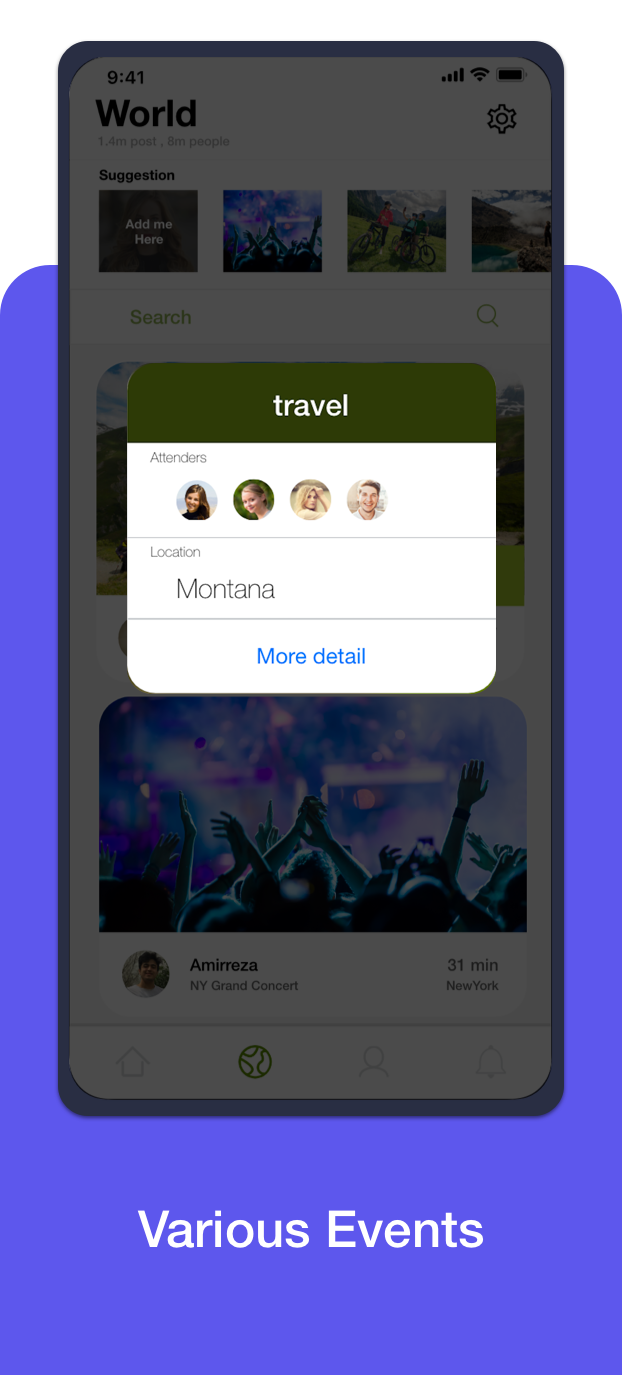 9:41
World
1.4m post , 8m people
Suggestion
Add me
Here
Search
travel
Attenders
Location
Montana
More detail
Amirreza
31 min
NY Grand Concert
NewYork
Various Events